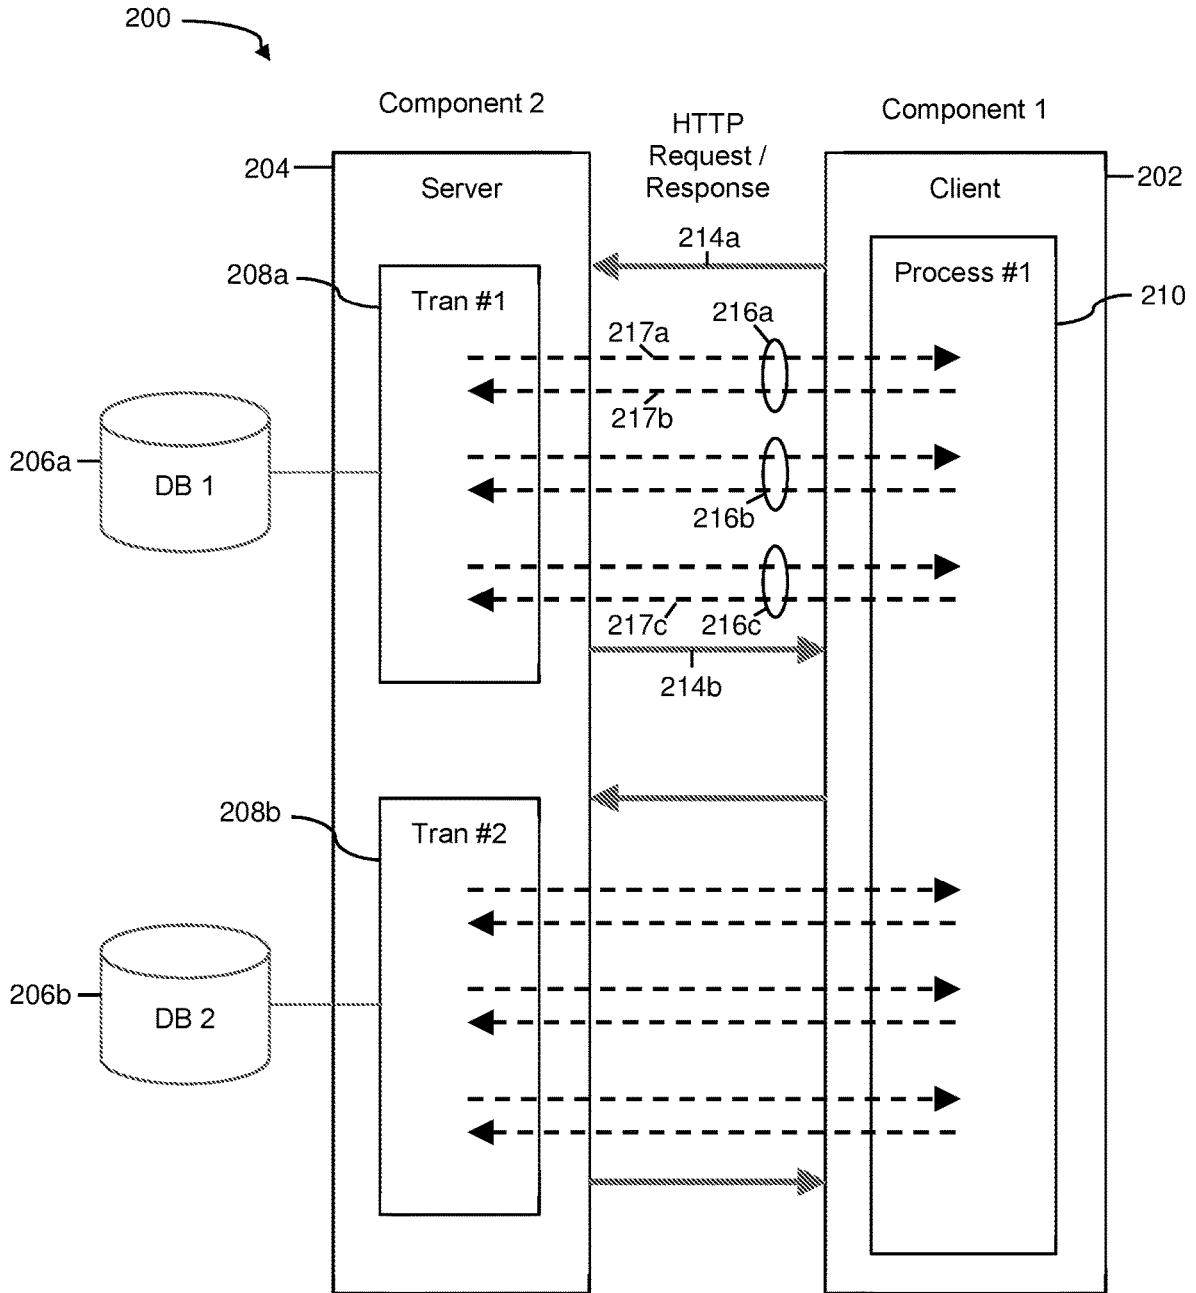 200
Component 2
Component 1
HTTP
Request /
Response
204
Server
Client
202
214a
208a
Tran #1
Process #1
210
216a
217a
217b
206a
DB 1
216b
217c
216c
214b
208b
Tran #2
206b
DB 2